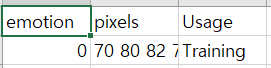 emotion pixels Usage
0 70 80 82 7 Training